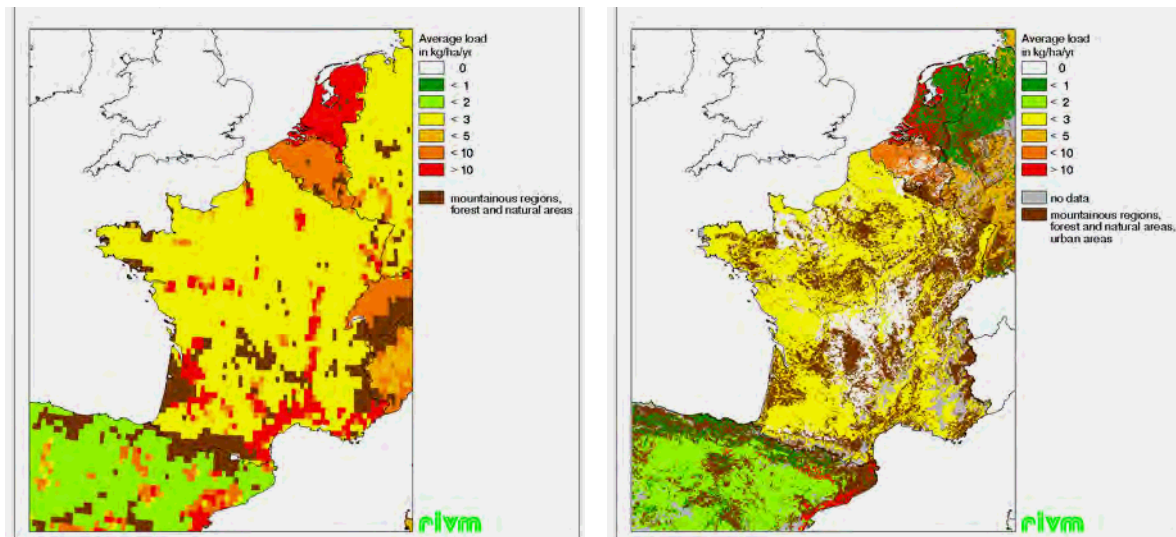 Average load
in kg/ha/yr
0
< 1
< 2
< 3
< 5
< 10
> 10
mountainous regions,
forest and natural areas
rivm
Average load
in kg/ha/yr
0
< 1
< 2
< 3
< 5
< 10
> 10
no data
mountainous regions,
forest and natural areas,
urban areas
rivm